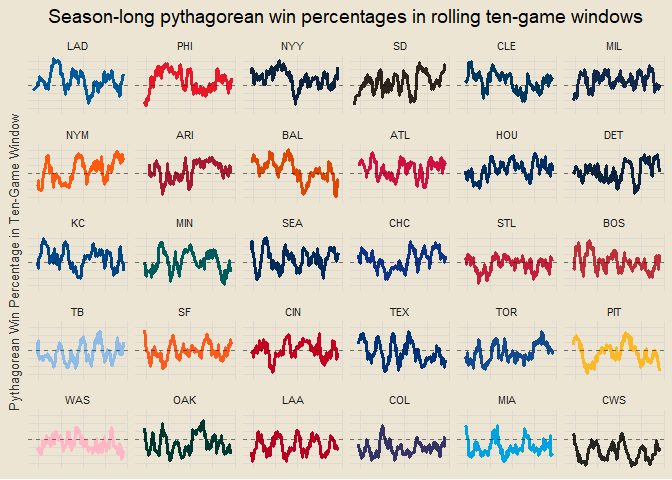 Season-long pythagorean win percentages in rolling ten-game windows
Pythagorean Win Percentage in Ten-Game Window
LAD PHI NYY SD CLE MIL
NYM ARI BAL ATL HOU DET
KC MIN SEA CHC STL BOS
TB SF CIN TEX TOR PIT
WAS OAK LAA COL MIA CWS